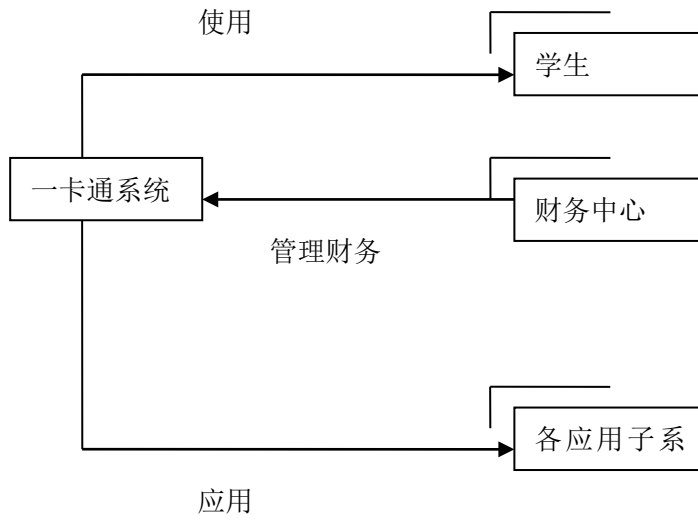 使用
学生
一卡通系统
财务中心
管理财务
各应用子系
应用